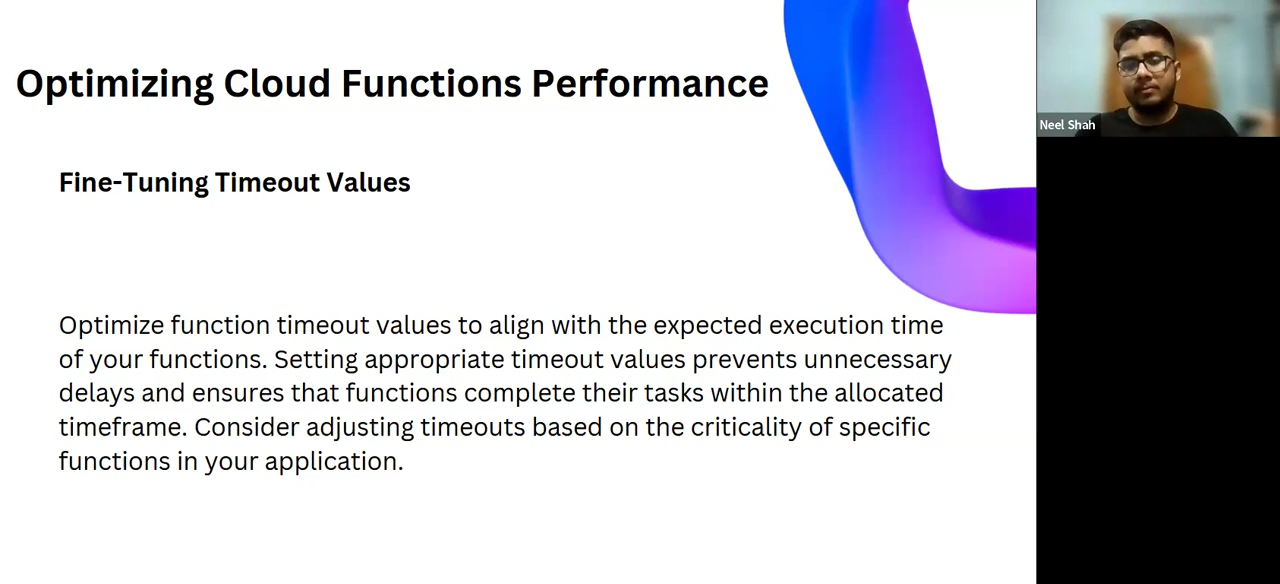 Optimizing Cloud Functions Performance
Fine-Tuning Timeout Values
Optimize function timeout values to align with the expected execution time
of your functions. Setting appropriate timeout values prevents unnecessary
delays and ensures that functions complete their tasks within the allocated
timeframe. Consider adjusting timeouts based on the criticality of specific
functions in your application.
Neel Shah